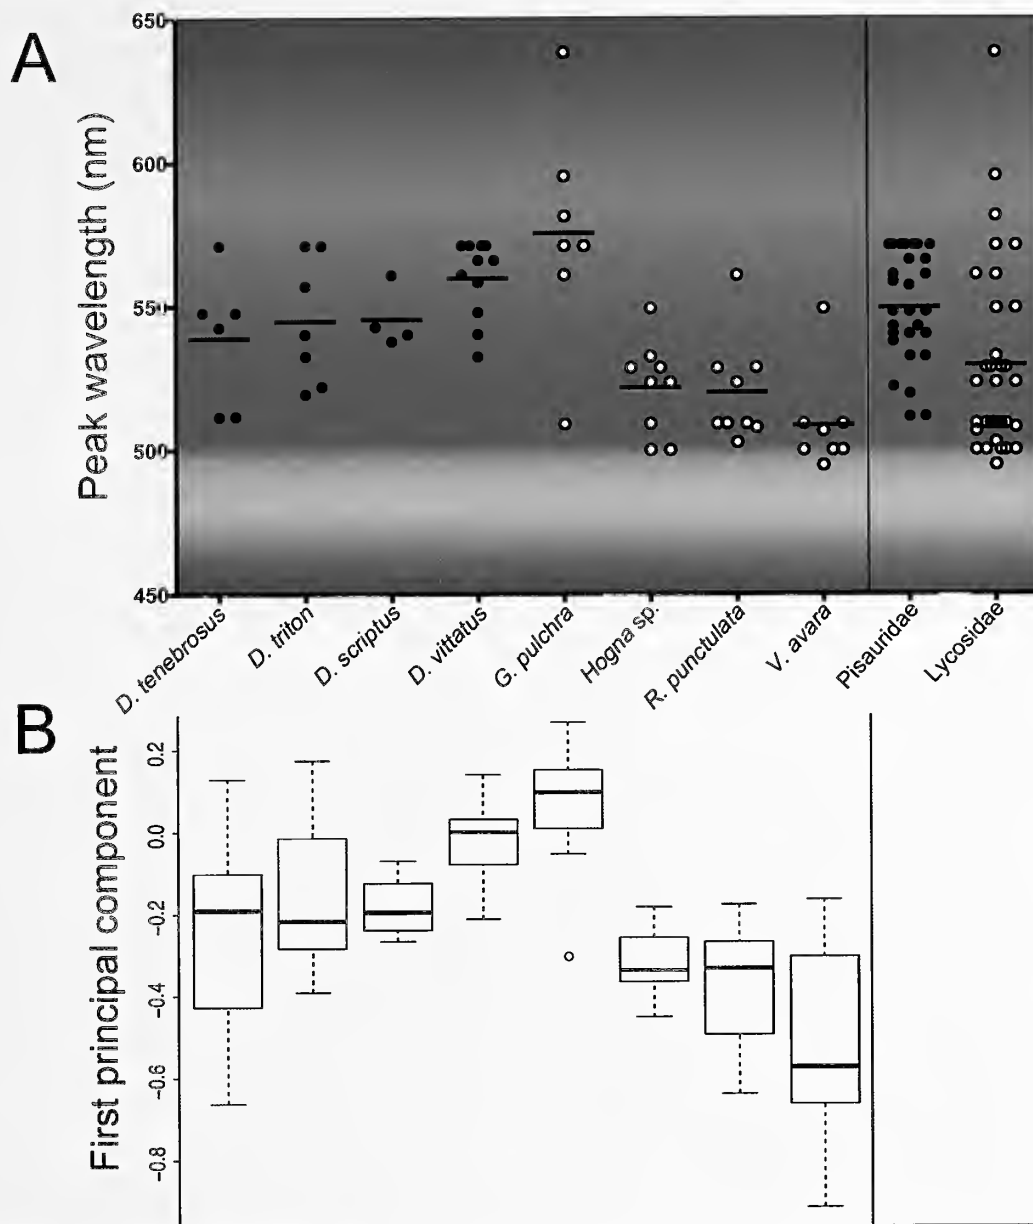 A
Peak wavelength (nm)
650
600
550
500
450
D. tenebrosus
D. triton
D. scriptus
D. vittatus
G. pulchra
Hogna sp.
R. punctulata
V. avara
Pisauridae
Lycosidae
B
First principal component
0.2
0.0
-0.2
-0.4
-0.6
-0.8